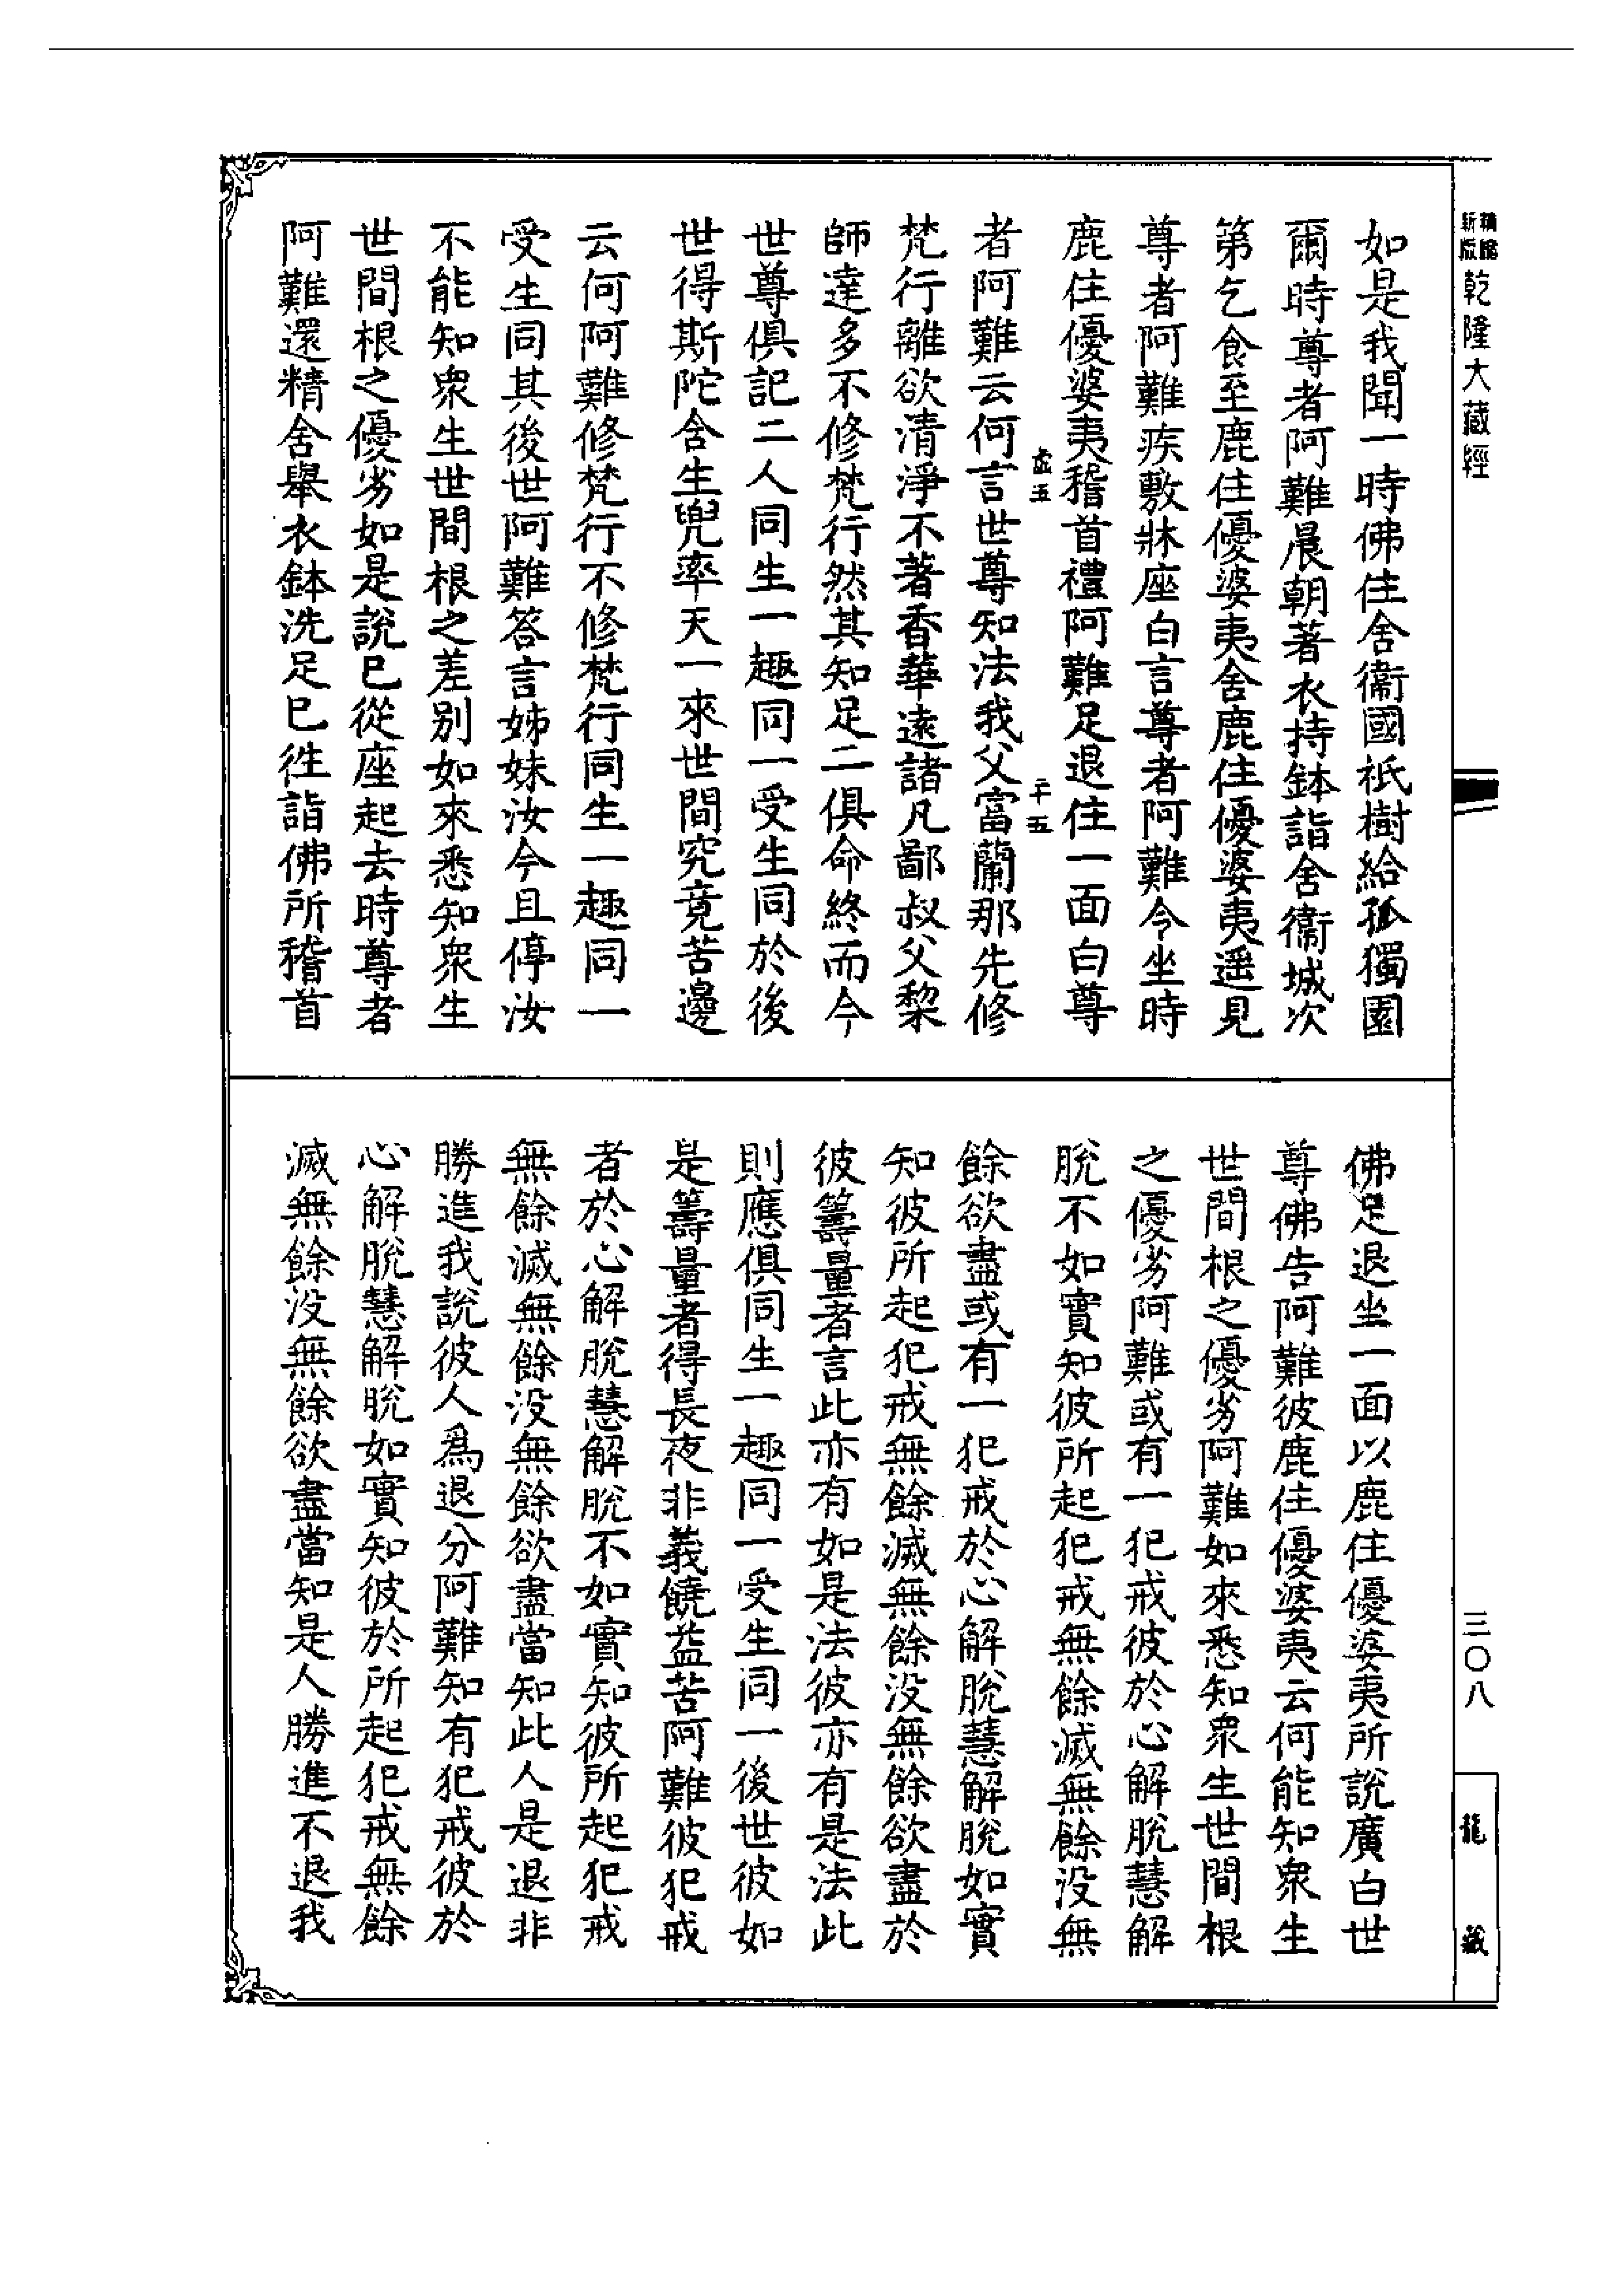 精縮新版乾隆大藏經
如是我聞一時佛住舍衞國祇樹給孤獨園
爾時尊者阿難晨朝著衣持鉢詣舍衞城次
第乞食至鹿住優婆夷舍鹿住優婆夷遥見
尊者阿難疾敷牀座白言尊者阿難令坐時
鹿住優婆夷稽首禮阿難足退住一面白尊
虛五
十五
者阿難云何言世尊知法我父富蘭那先修
梵行離欲清淨不著香華遠諸凡鄙叔父黎
師達多不修梵行然其知足二俱命終而今
世尊俱記二人同生一趣同一受生同於後
世得斯陀含生兜率天一來世間究竟苦邊
云何阿難修梵行不修梵行同生一趣同一
受生同其後世阿難答言姊妹汝今且停汝
不能知衆生世間根之差別如來悉知衆生
世間根之優劣如是說已從座起去時尊者
阿難還精舍舉衣鉢洗足已徃詣佛所稽首
佛足退坐一面以鹿住優婆夷所說廣白世
尊佛告阿難彼鹿住優婆夷云何能知衆生
世間根之優劣阿難如來悉知衆生世間根
之優劣阿難或有一犯戒彼於心解脫慧解
脫不如實知彼所起犯戒無餘滅無餘没無
餘欲盡或有一犯戒於心解脫慧解脫如實
知彼所起犯戒無餘滅無餘没無餘欲盡於
彼籌量者言此亦有如是法彼亦有是法此
則應俱同生一趣同一受生同一後世彼如
是籌量者得長夜非義饒益苦阿難彼犯戒
者於心解脫慧解脫不如實知彼所起犯戒
無餘滅無餘没無餘欲盡當知此人是退非
勝進我說彼人爲退分阿難知有犯戒彼於
心解脫慧解脫如實知彼於所起犯戒無餘
滅無餘没無餘欲盡當知是人勝進不退我
三〇八
龍藏